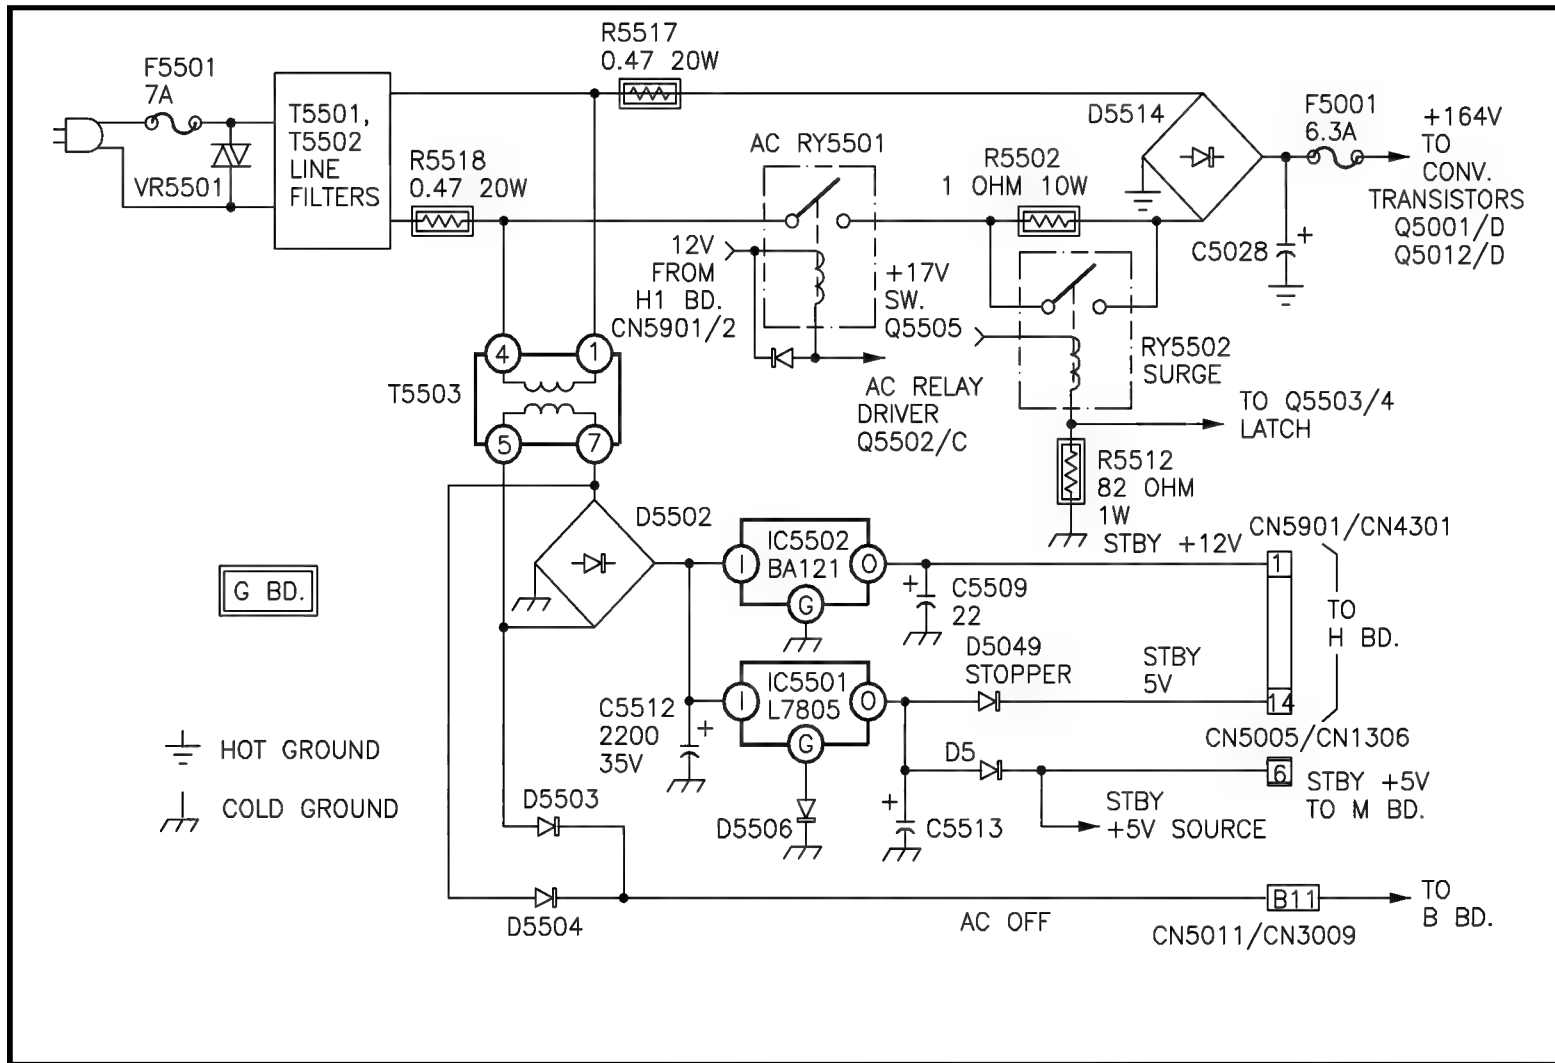 R5517
0.47 20W
F5501
7A
T5501,
T5502
LINE
FILTERS
VR5501
R5518
0.47 20W
AC RY5501
R5502
1 OHM 10W
D5514
F5001
6.3A
+164V
TO
CONV.
TRANSISTORS
Q5001/D
Q5012/D
C5028
+
12V
FROM
H1 BD.
CN5901/2
+17V
SW.
Q5505
RY5502
SURGE
AC RELAY
DRIVER
Q5502/C
TO Q5503/4
LATCH
R5512
82 OHM
1W
T5503
4
1
5
7
D5502
IC5502
BA121
I
O
G
STBY +12V
CN5901/CN4301
1
+
C5509
22
TO
H BD.
G BD.
D5049
STOPPER
STBY
5V
14
IC5501
L7805
I
O
G
C5512
2200
35V
+
CN5005/CN1306
D5
6
STBY +5V
TO M BD.
STBY
+5V SOURCE
+
C5513
D5506
HOT GROUND
COLD GROUND
D5503
D5504
AC OFF
B11
TO
B BD.
CN5011/CN3009